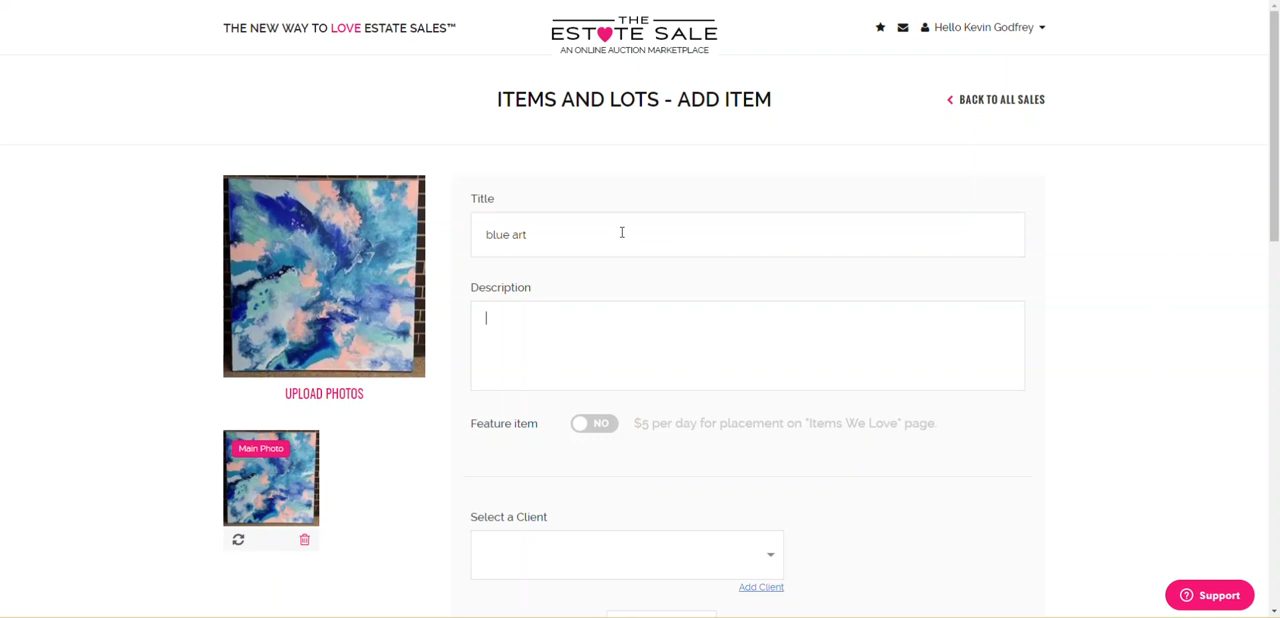 THE NEW WAY TO LOVE ESTATE SALES™
THE
ESTATE SALE
AN ONLINE AUCTION MARKETPLACE
Hello Kevin Godfrey
ITEMS AND LOTS - ADD ITEM
BACK TO ALL SALES
Title
blue art
Description
UPLOAD PHOTOS
Main Photo
Feature item
NO
$5 per day for placement on "Items We Love" page.
Select a Client
Add Client
Support